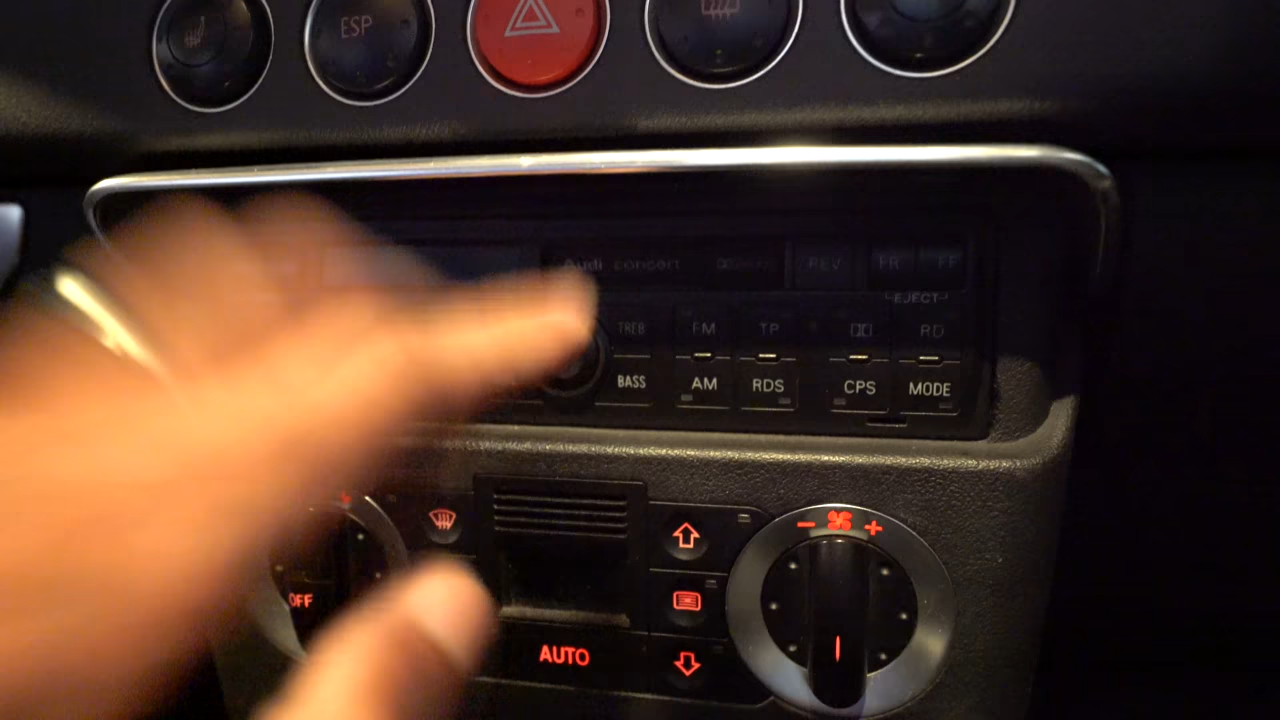 ESP
Audi concert
REV
FR
FF
EJECT
TREB
FM
TP
RD
BASS
AM
RDS
CPS
MODE
- +
OFF
AUTO